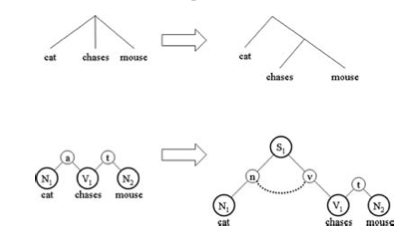 cat chases mouse
cat
chases mouse
S₁
a t
n v
t
N₁ V₁ N₂
cat chases mouse
N₁ V₁ N₂
cat chases mouse